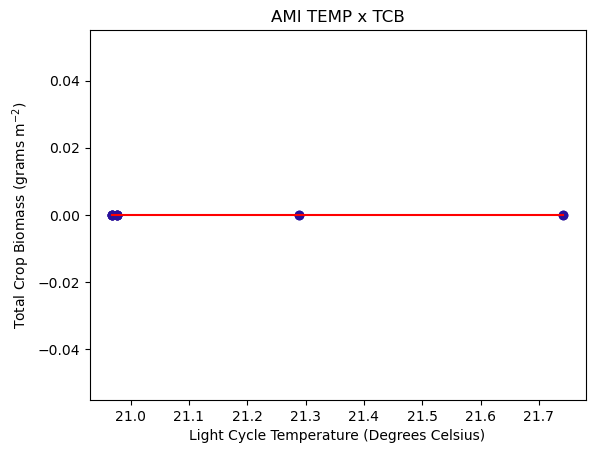 AMI TEMP x TCB
Total Crop Biomass (grams m⁻²)
0.04
0.02
0.00
−0.02
−0.04
21.0 21.1 21.2 21.3 21.4 21.5 21.6 21.7
Light Cycle Temperature (Degrees Celsius)